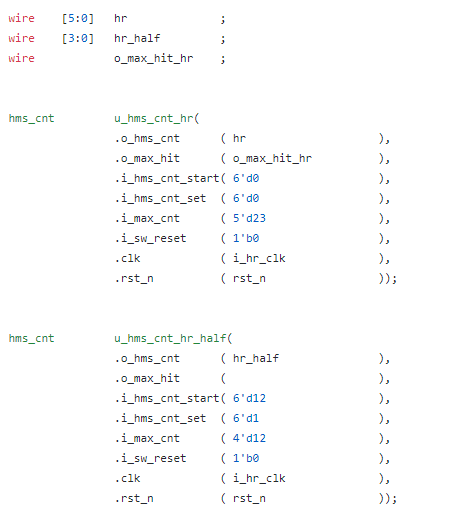 wire    [5:0]   hr              ;
wire    [3:0]   hr_half         ;
wire            o_max_hit_hr    ;
hms_cnt         u_hms_cnt_hr(
                .o_hms_cnt      ( hr                    ),
                .o_max_hit      ( o_max_hit_hr          ),
                .i_hms_cnt_start( 6'd0                  ),
                .i_hms_cnt_set  ( 6'd0                  ),
                .i_max_cnt      ( 5'd23                 ),
                .i_sw_reset     ( 1'b0                  ),
                .clk            ( i_hr_clk              ),
                .rst_n          ( rst_n                 ));
hms_cnt         u_hms_cnt_hr_half(
                .o_hms_cnt      ( hr_half               ),
                .o_max_hit      (                       ),
                .i_hms_cnt_start( 6'd12                 ),
                .i_hms_cnt_set  ( 6'd1                  ),
                .i_max_cnt      ( 4'd12                 ),
                .i_sw_reset     ( 1'b0                  ),
                .clk            ( i_hr_clk              ),
                .rst_n          ( rst_n                 ));